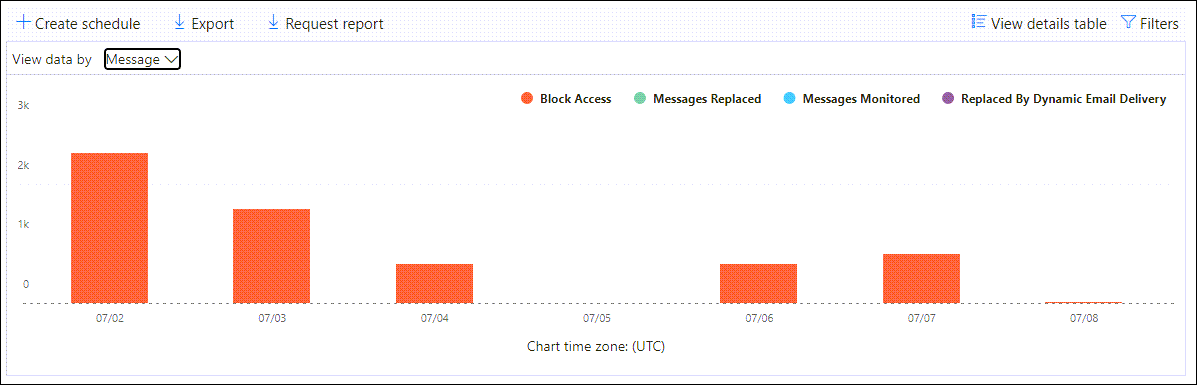 Create schedule Export Request report View details table Filters
View data by Message
Block Access Messages Replaced Messages Monitored Replaced By Dynamic Email Delivery
3k
2k
1k
0
07/02 07/03 07/04 07/05 07/06 07/07 07/08
Chart time zone: (UTC)